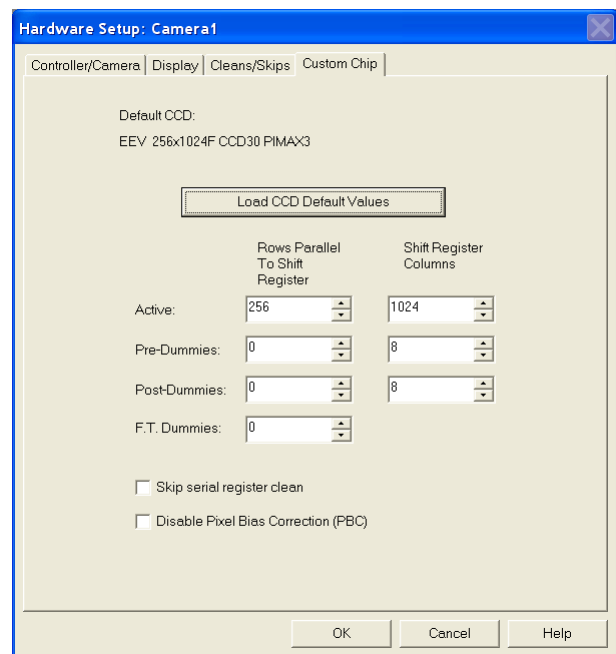 Hardware Setup: Camera1
Controller/Camera Display Cleans/Skips Custom Chip
Default CCD:
EEV 256x1024F CCD30 PIMAX3
Load CCD Default Values
Rows Parallel
To Shift
Register
Shift Register
Columns
Active: 256 1024
Pre-Dummies: 0 8
Post-Dummies: 0 8
F.T. Dummies: 0
Skip serial register clean
Disable Pixel Bias Correction (PBC)
OK Cancel Help